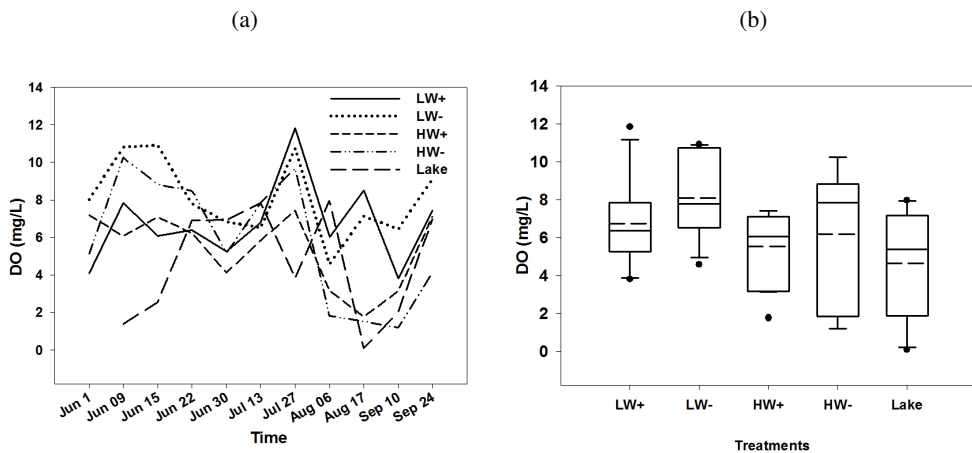 (a)
14
12
10
8
6
4
2
0
DO (mg/L)
LW+
LW-
HW+
HW-
Lake
Jun 1
Jun 09
Jun 15
Jun 22
Jun 30
Jul 13
Jul 27
Aug 06
Aug 17
Sep 10
Sep 24
Time
(b)
14
12
10
8
6
4
2
0
DO (mg/L)
LW+ LW- HW+ HW- Lake
Treatments